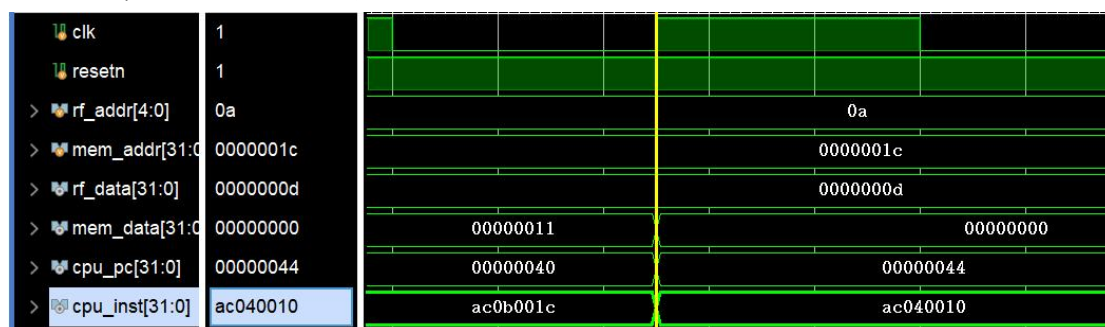 clk 1
resetn 1
rf_addr[4:0] 0a 0a
mem_addr[31:0 0000001c 0000001c
rf_data[31:0] 0000000d 0000000d
mem_data[31:0 00000000 00000011 00000000
cpu_pc[31:0] 00000044 00000040 00000044
cpu_inst[31:0] ac040010 ac0b001c ac040010